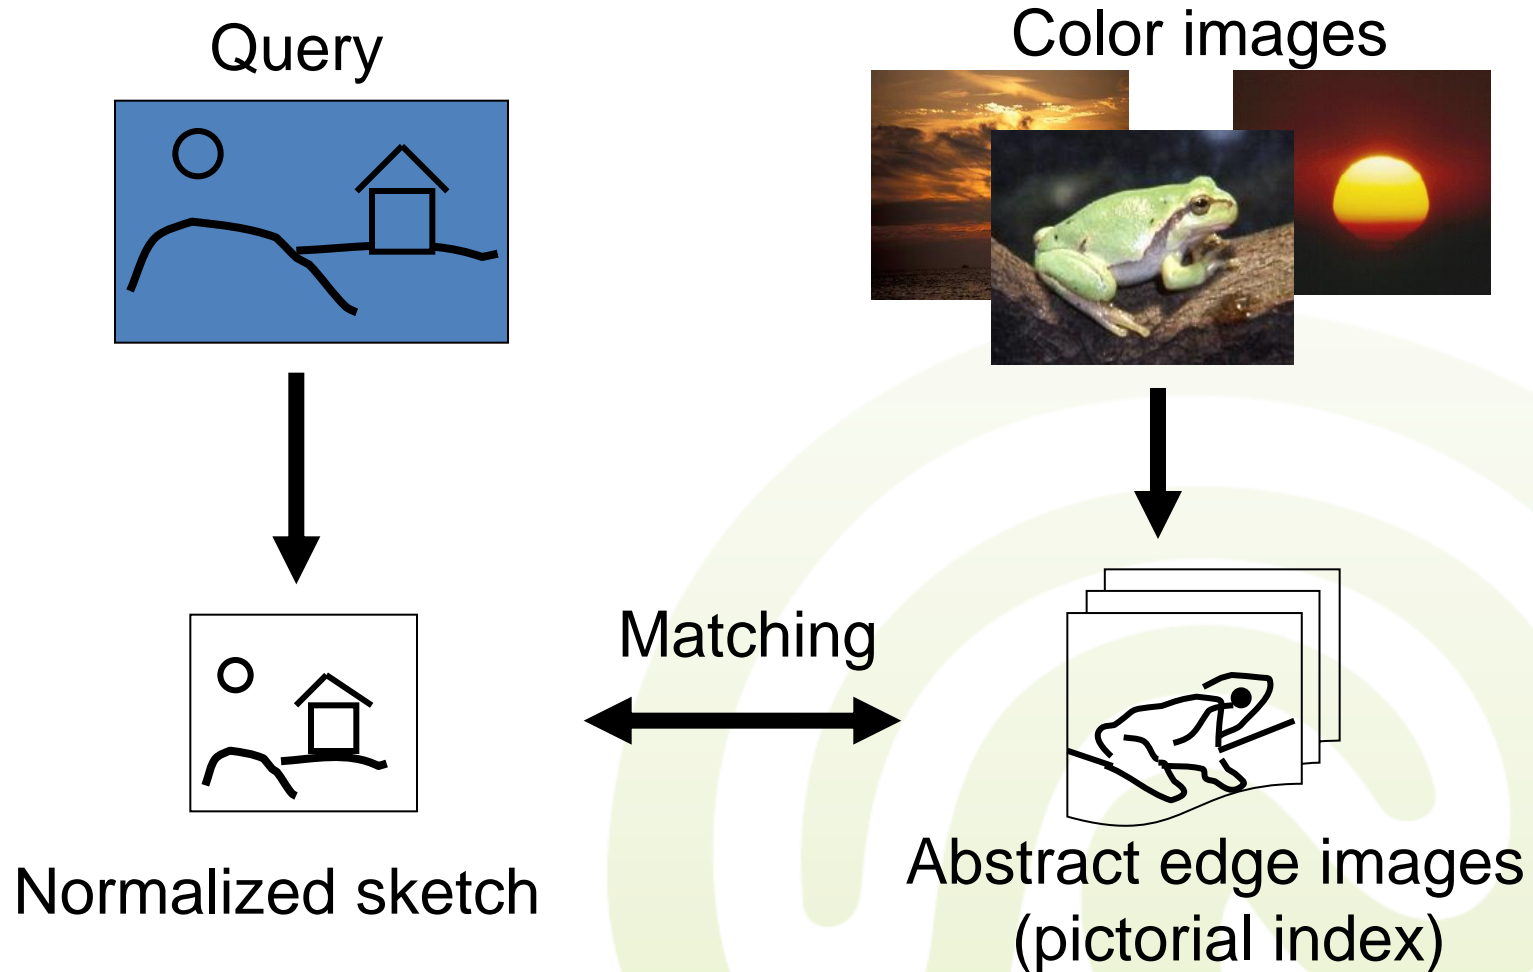 Query
Color images
Matching
Normalized sketch
Abstract edge images
(pictorial index)